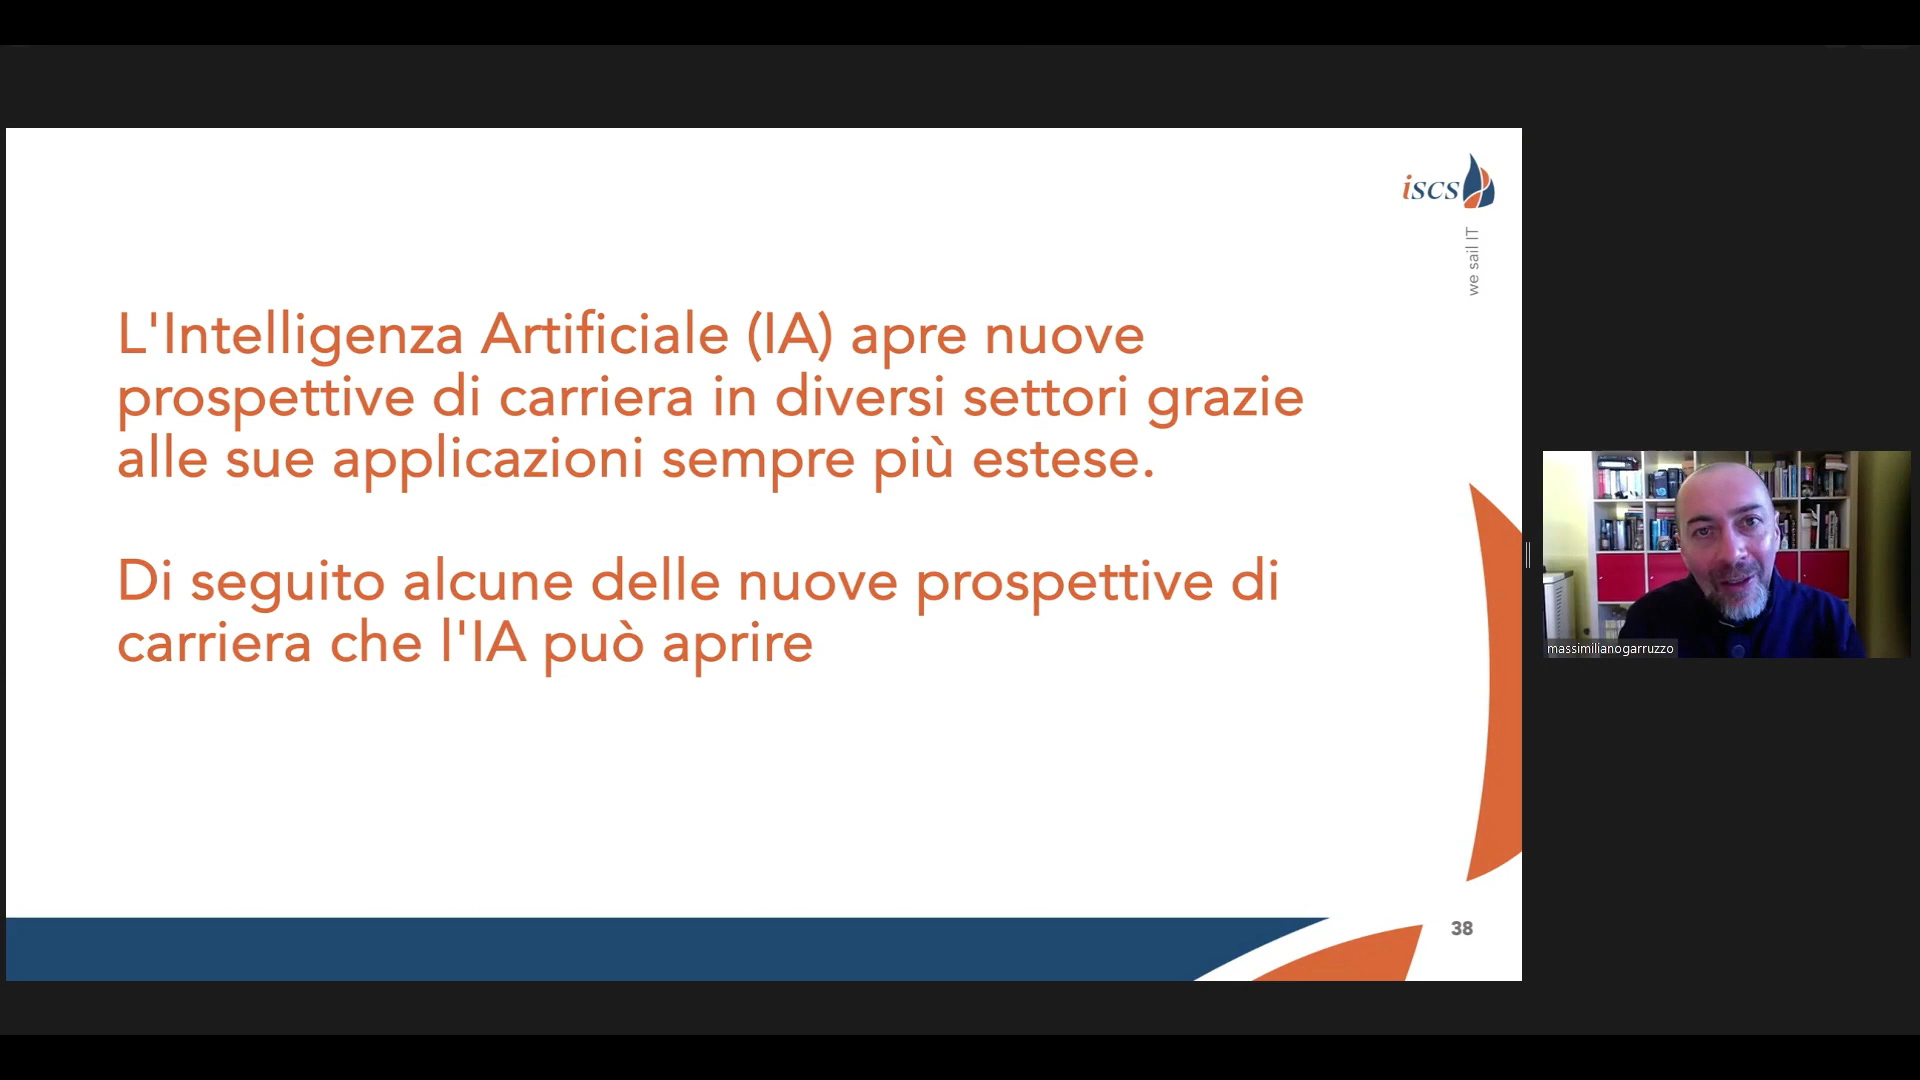 iscs
we sail IT
L'Intelligenza Artificiale (IA) apre nuove
prospettive di carriera in diversi settori grazie
alle sue applicazioni sempre più estese.
Di seguito alcune delle nuove prospettive di
carriera che l'IA può aprire
38
massimilianogarruzzo